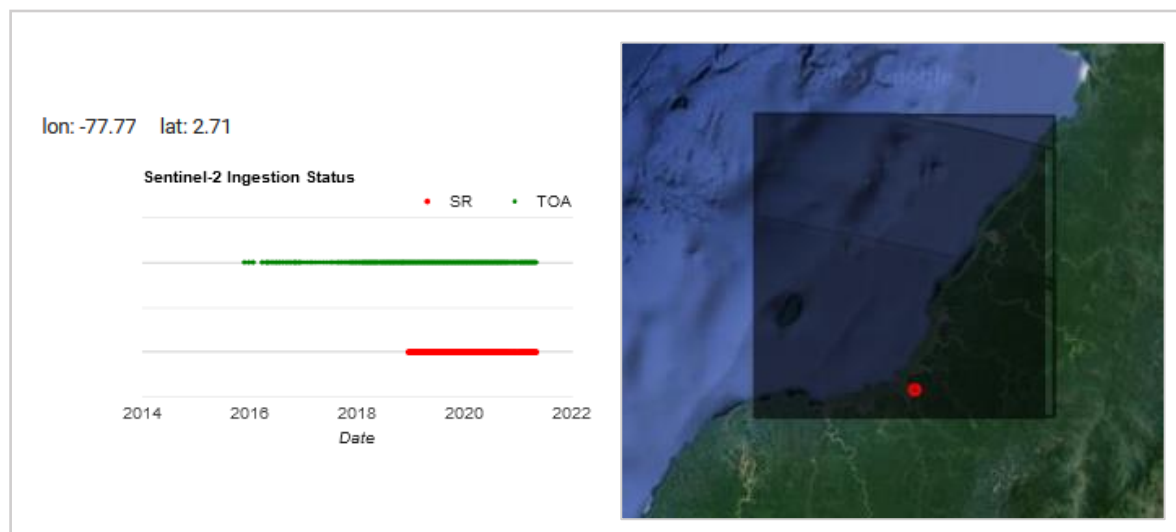 lon: -77.77 lat: 2.71
Sentinel-2 Ingestion Status
SR TOA
2014 2016 2018 2020 2022
Date